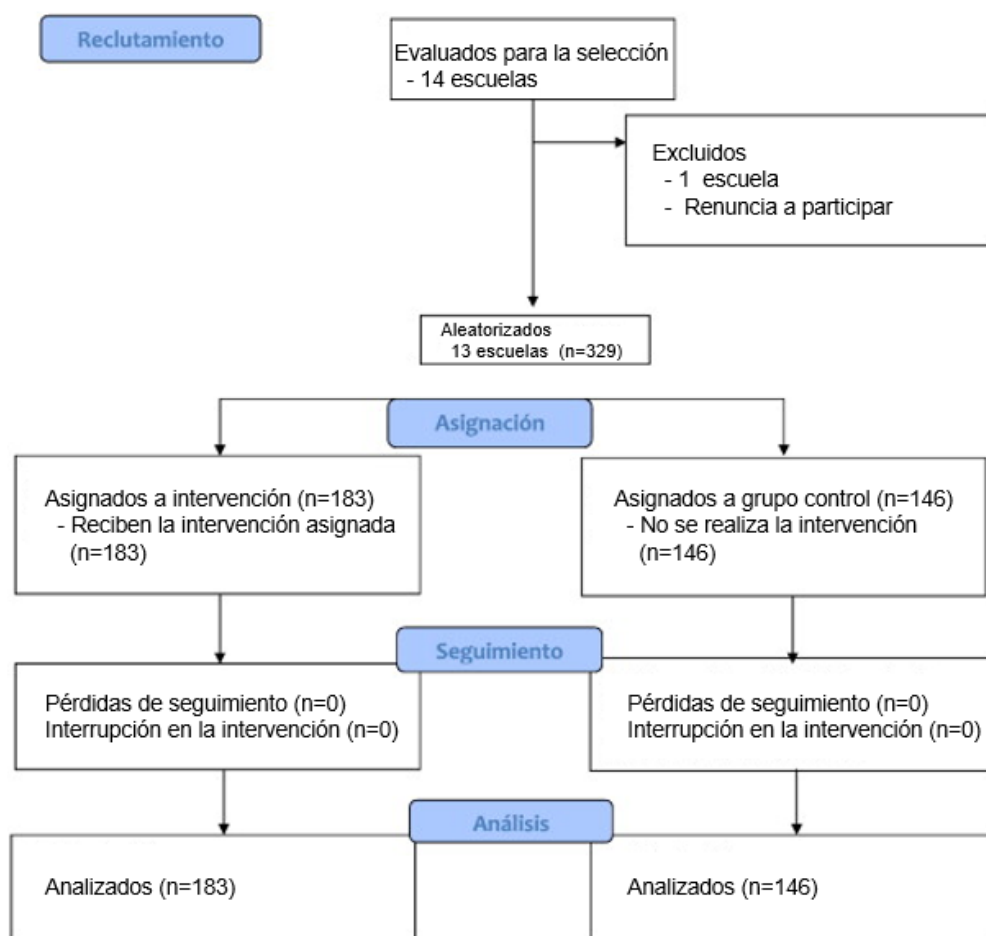 Reclutamiento
Evaluados para la selección
- 14 escuelas
Excluidos
- 1 escuela
- Renuncia a participar
Aleatorizados
13 escuelas (n=329)
Asignación
Asignados a intervención (n=183)
- Reciben la intervención asignada
(n=183)
Asignados a grupo control (n=146)
- No se realiza la intervención
(n=146)
Seguimiento
Pérdidas de seguimiento (n=0)
Interrupción en la intervención (n=0)
Pérdidas de seguimiento (n=0)
Interrupción en la intervención (n=0)
Análisis
Analizados (n=183)
Analizados (n=146)